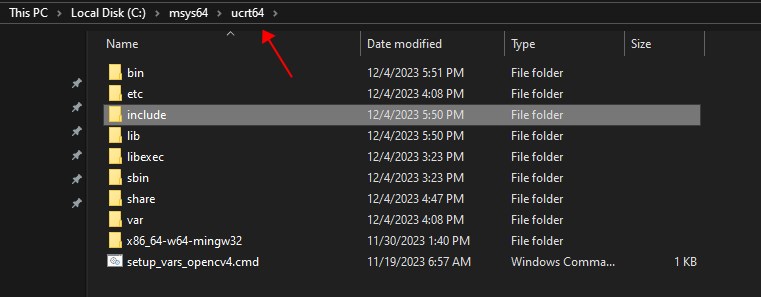 This PC > Local Disk (C:) > msys64 > ucrt64 >
Name Date modified Type Size
bin 12/4/2023 5:51 PM File folder
etc 12/4/2023 4:08 PM File folder
include 12/4/2023 5:50 PM File folder
lib 12/4/2023 5:50 PM File folder
libexec 12/4/2023 3:23 PM File folder
sbin 12/4/2023 3:23 PM File folder
share 12/4/2023 4:47 PM File folder
var 12/4/2023 4:08 PM File folder
x86_64-w64-mingw32 11/30/2023 1:40 PM File folder
setup_vars_opencv4.cmd 11/19/2023 6:57 AM Windows Comma... 1 KB